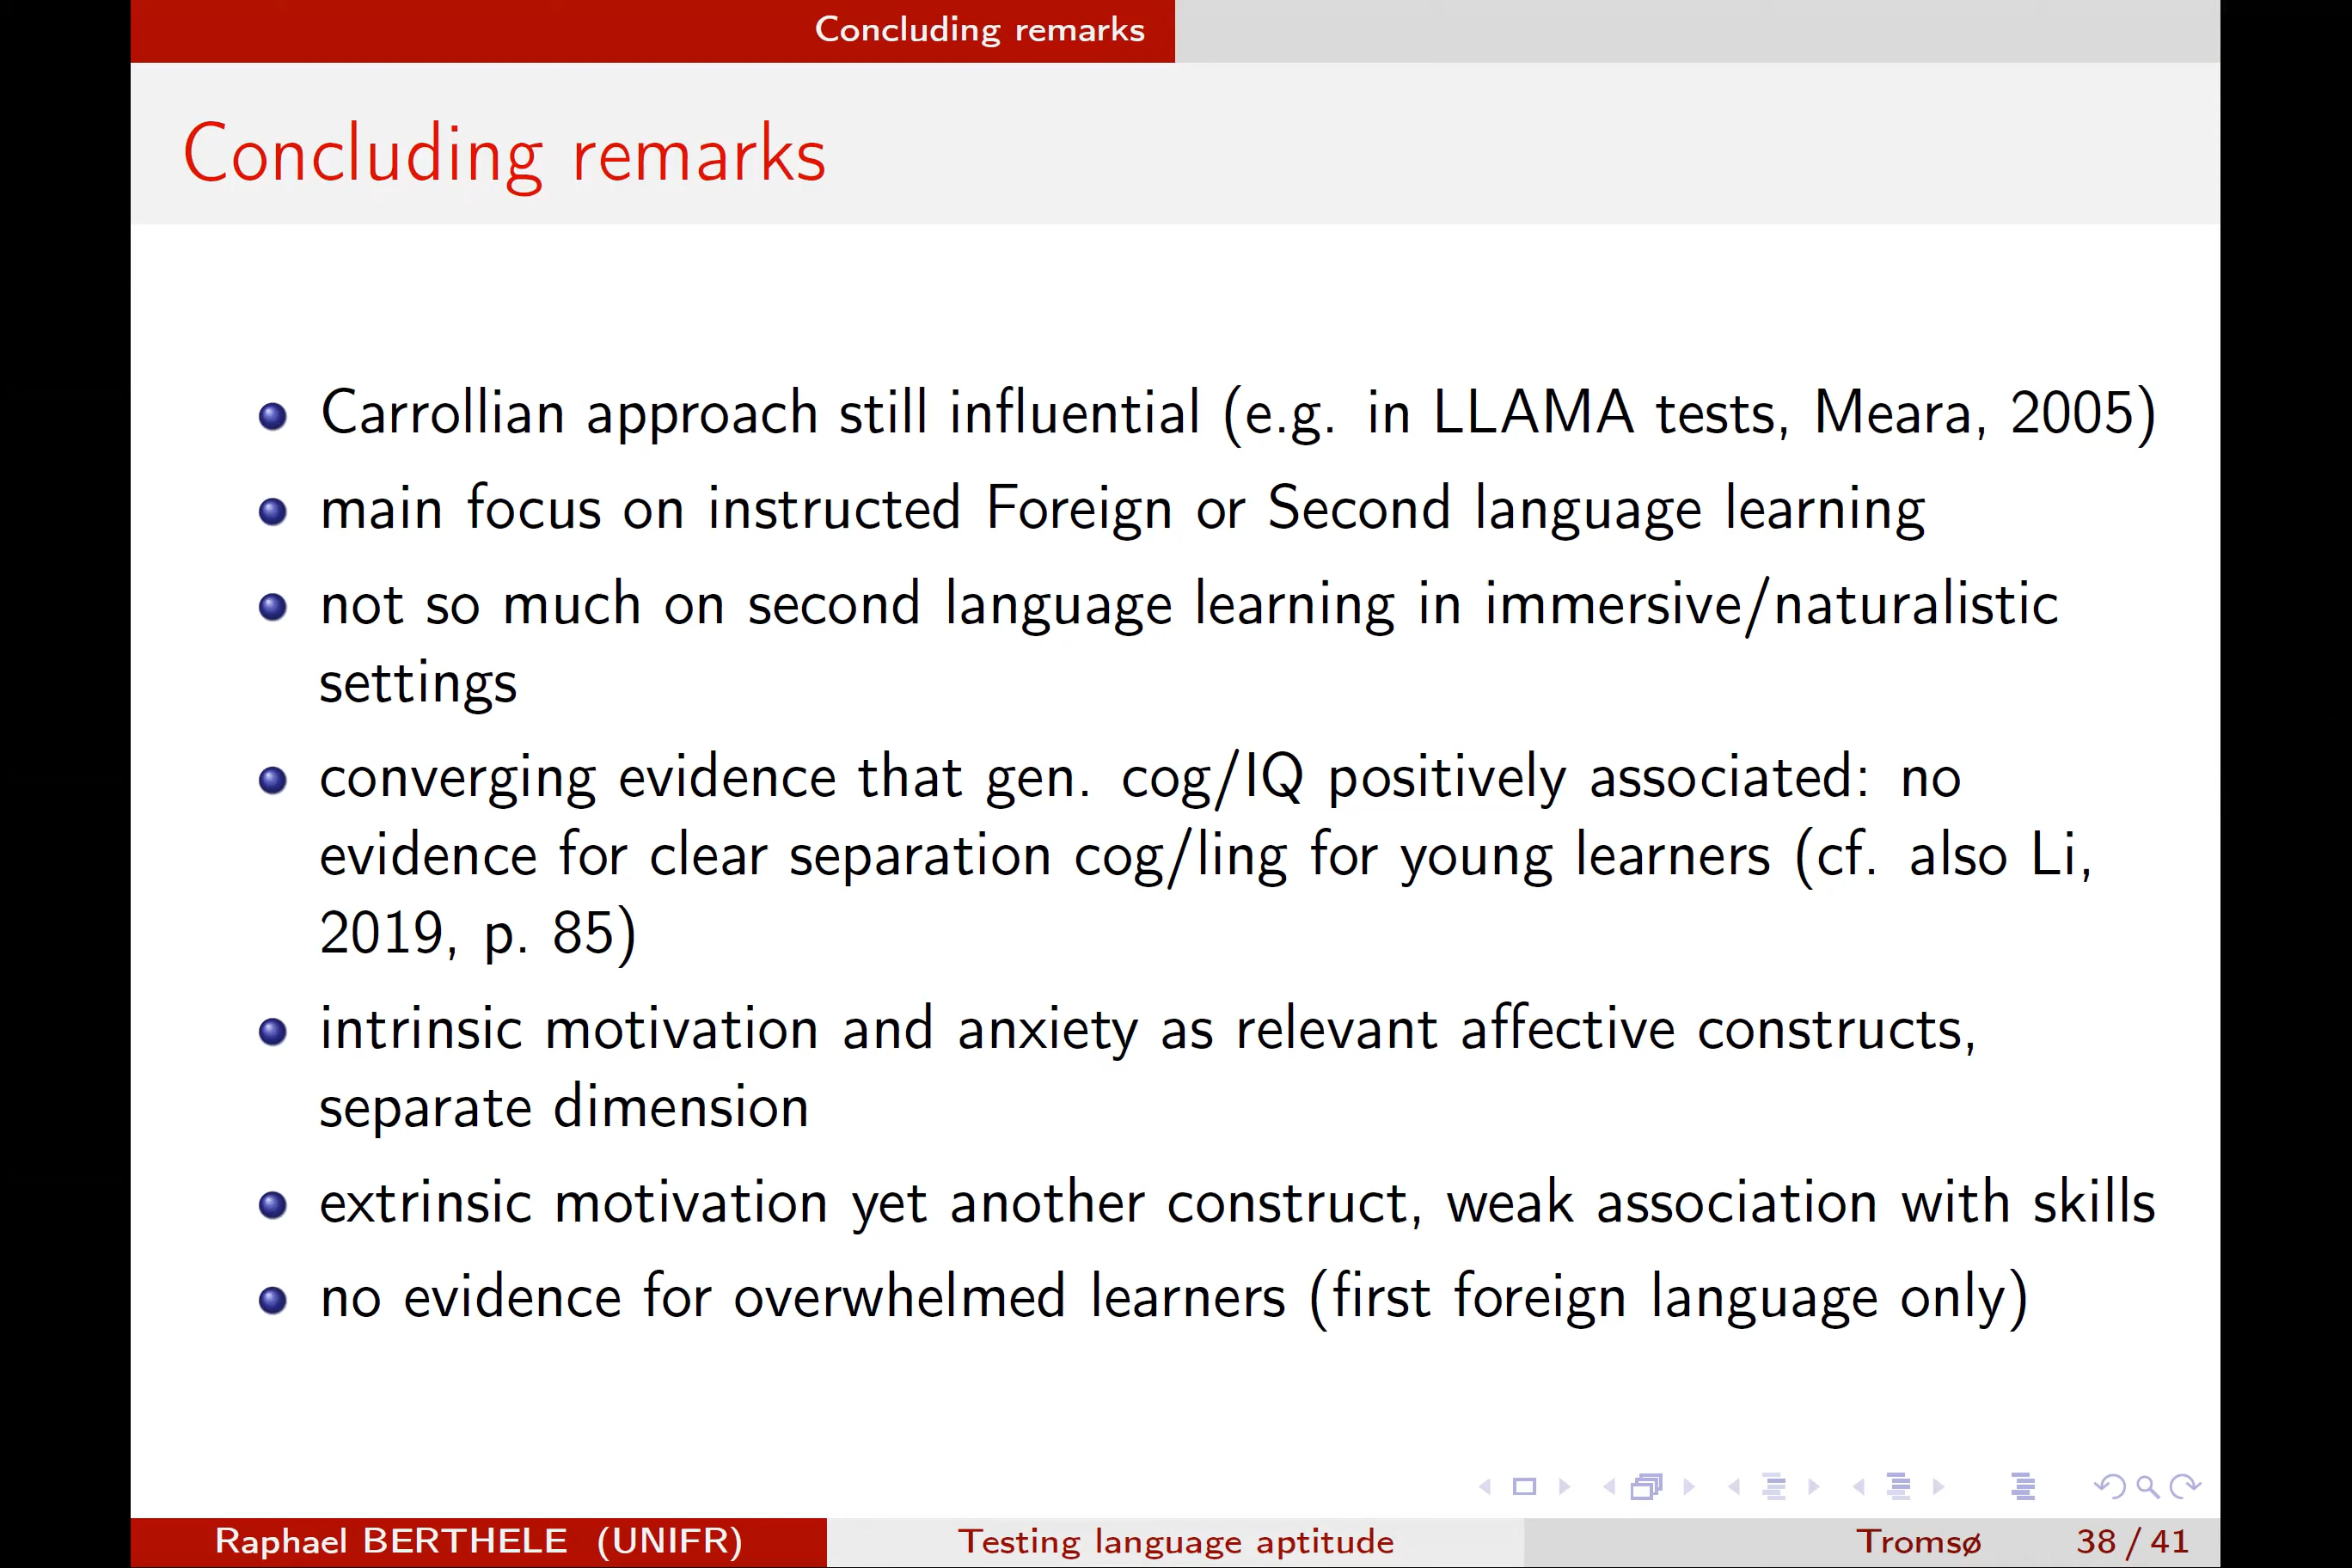 Concluding remarks
Concluding remarks
Carrollian approach still influential (e.g. in LLAMA tests, Meara, 2005)
main focus on instructed Foreign or Second language learning
not so much on second language learning in immersive/naturalistic
settings
converging evidence that gen. cog/IQ positively associated: no
evidence for clear separation cog/ling for young learners (cf. also Li,
2019, p. 85)
intrinsic motivation and anxiety as relevant affective constructs,
separate dimension
extrinsic motivation yet another construct, weak association with skills
no evidence for overwhelmed learners (first foreign language only)
Raphael BERTHELE (UNIFR) Testing language aptitude Tromsø 38 / 41